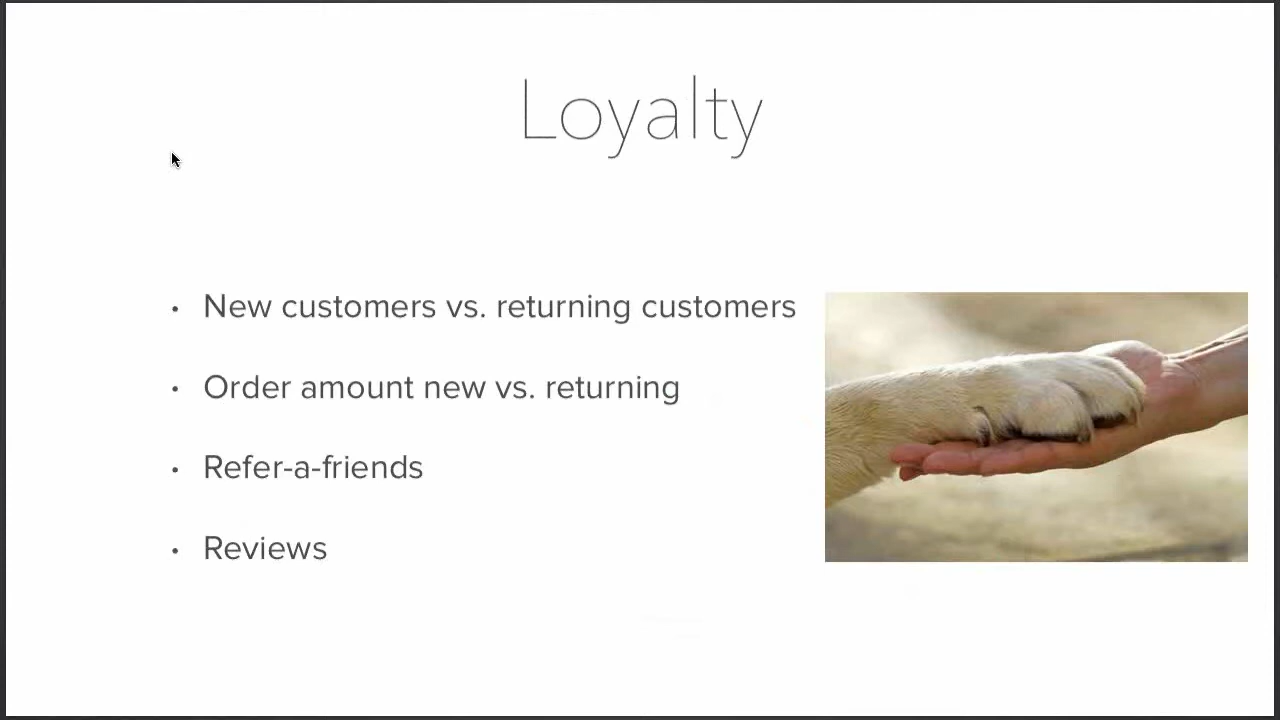 Loyalty
• New customers vs. returning customers
• Order amount new vs. returning
• Refer-a-friends
• Reviews